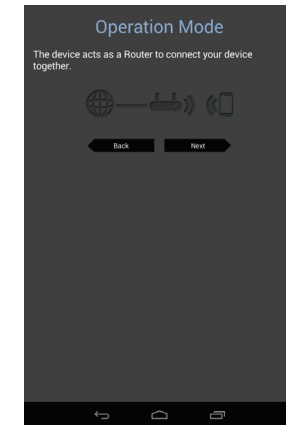 Operation Mode
The device acts as a Router to connect your device
together.
Back
Next